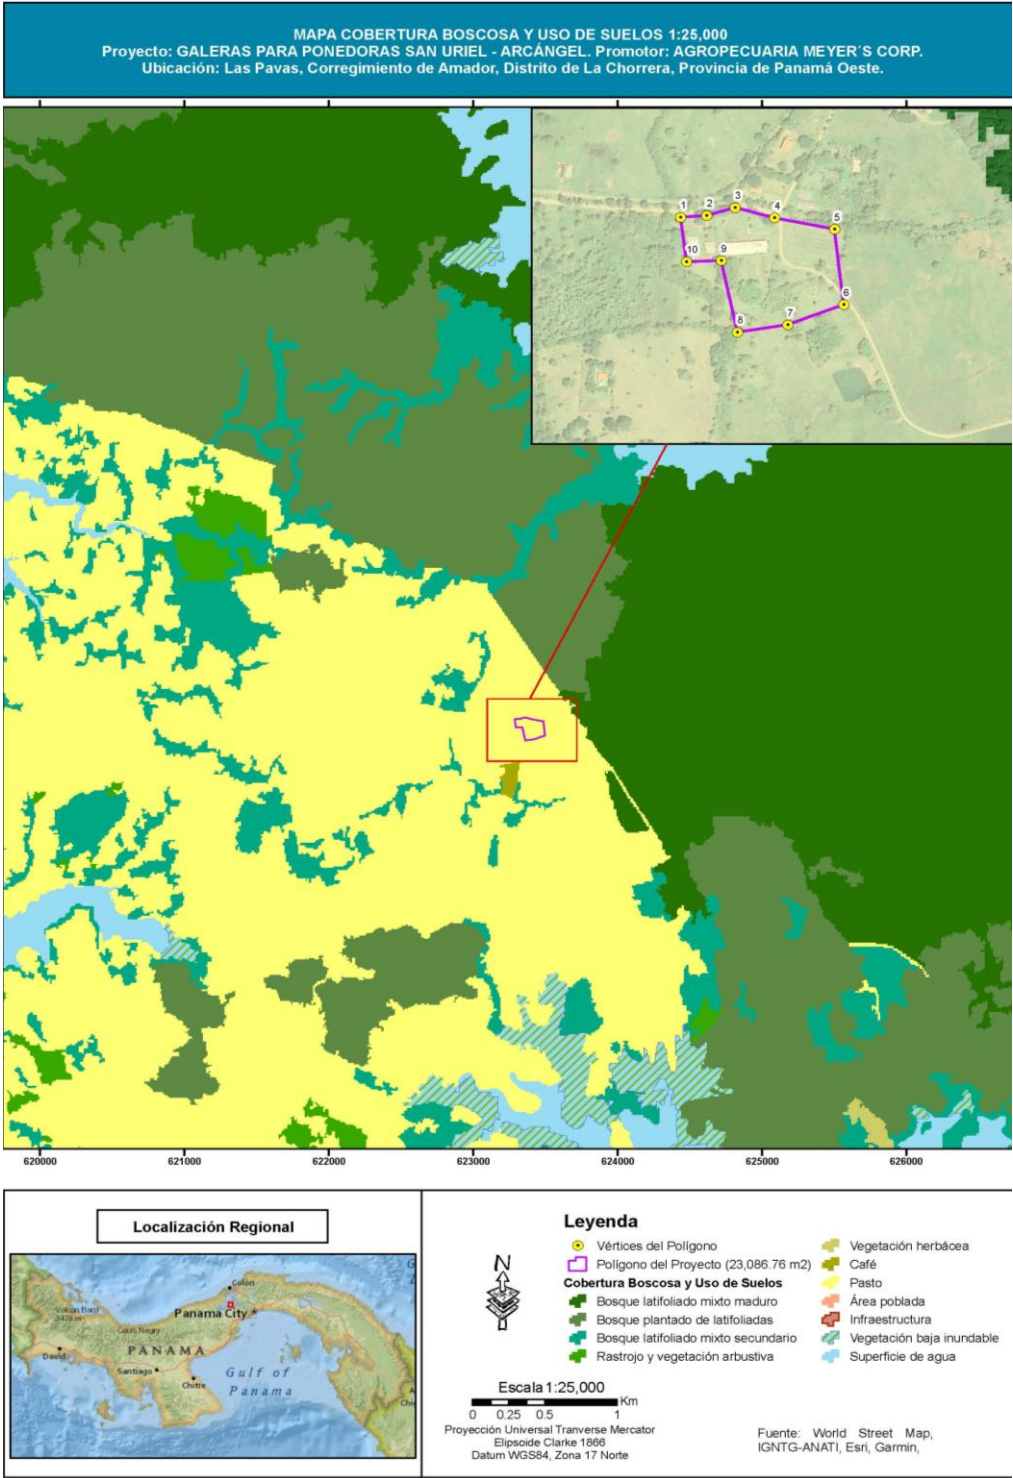 MAPA COBERTURA BOSCOSA Y USO DE SUELOS 1:25,000
Proyecto: GALERAS PARA PONEDORAS SAN URIEL - ARCÁNGEL. Promotor: AGROPECUARIA MEYER´S CORP.
Ubicación: Las Pavas, Corregimiento de Amador, Distrito de La Chorrera, Provincia de Panamá Oeste.
1
2
3
4
5
10
9
6
7
8
620000
621000
622000
623000
624000
625000
626000
Localización Regional
Colón
Panama City
PANAMA
David
Santiago
Chitre
Gulf of
Panama
N
Escala 1:25,000
Km
0 0.25 0.5 1
Proyección Universal Tranverse Mercator
Elipsoide Clarke 1866
Datum WGS84, Zona 17 Norte
Leyenda
Vértices del Polígono
Polígono del Proyecto (23,086.76 m2)
Cobertura Boscosa y Uso de Suelos
Bosque latifoliado mixto maduro
Bosque plantado de latifoliadas
Bosque latifoliado mixto secundario
Rastrojo y vegetación arbustiva
Vegetación herbácea
Café
Pasto
Área poblada
Infraestructura
Vegetación baja inundable
Superficie de agua
Fuente: World Street Map,
IGNTG-ANATI, Esri, Garmin,